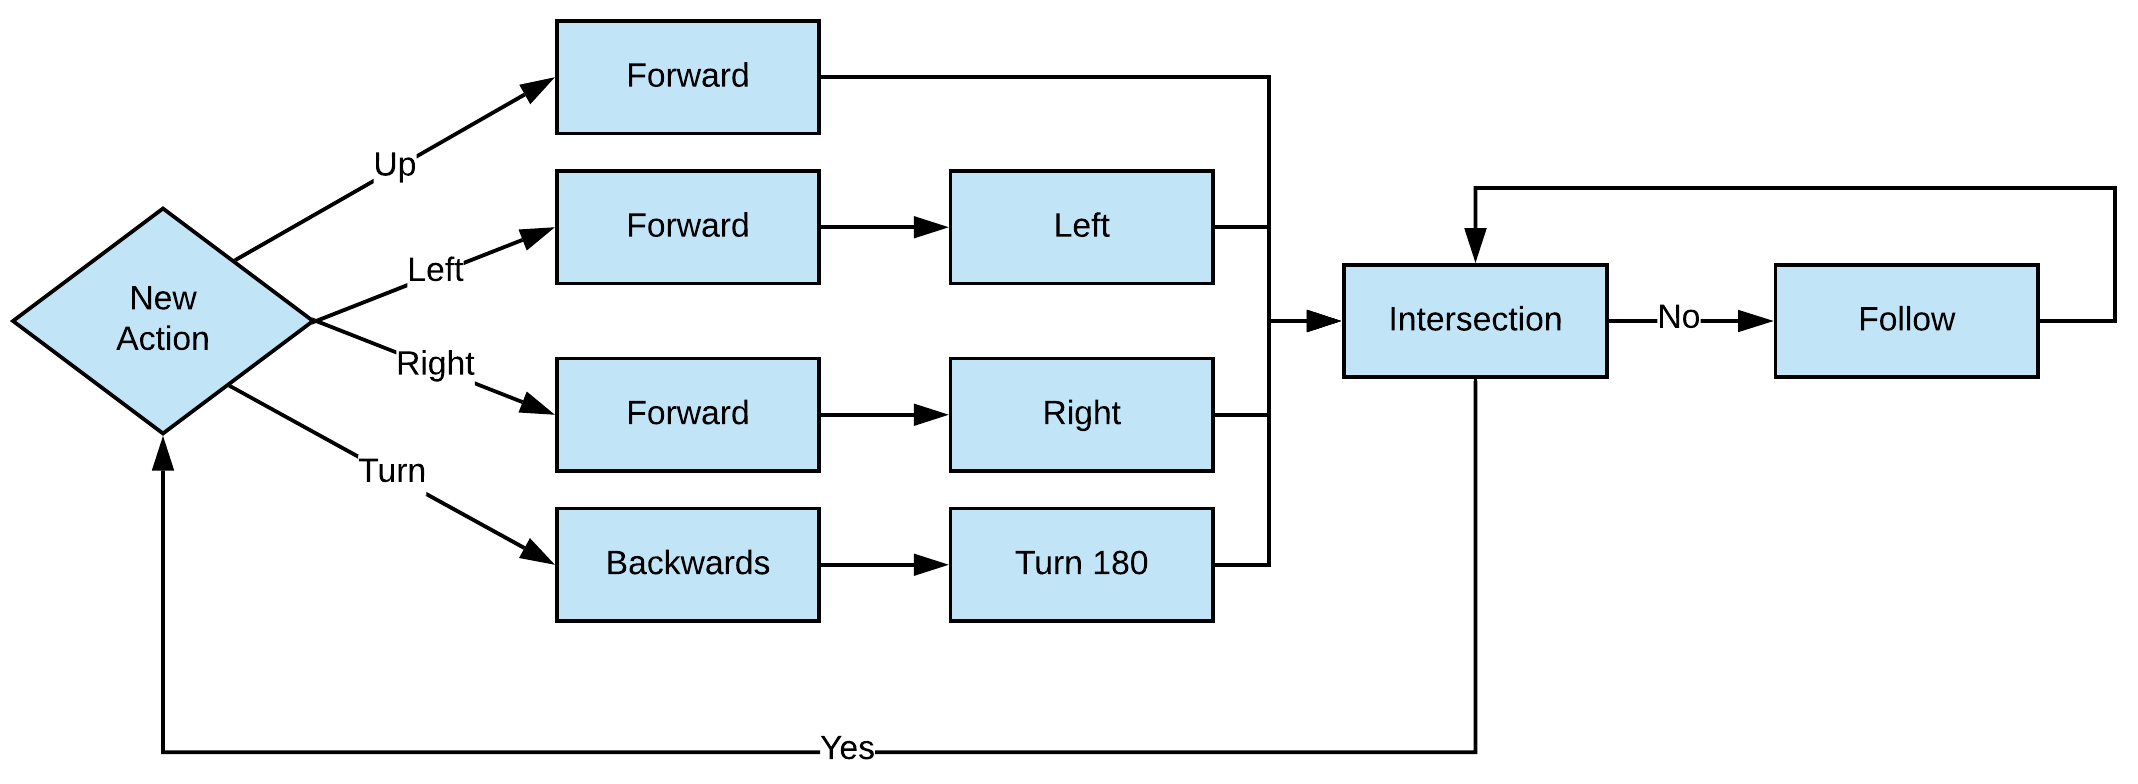 Forward
Up
Forward
Left
Left
New
Action
Intersection
No
Follow
Right
Forward
Right
Turn
Backwards
Turn 180
Yes